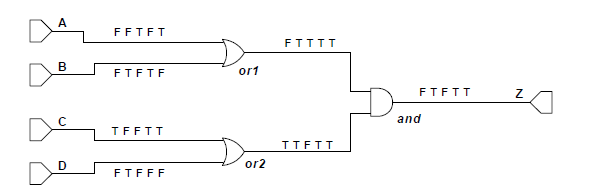 A
F F T F T
B
F T F T F
or1
F T T T T
C
T F F T T
D
F T F F F
or2
T T F T T
and
F T F T T
Z